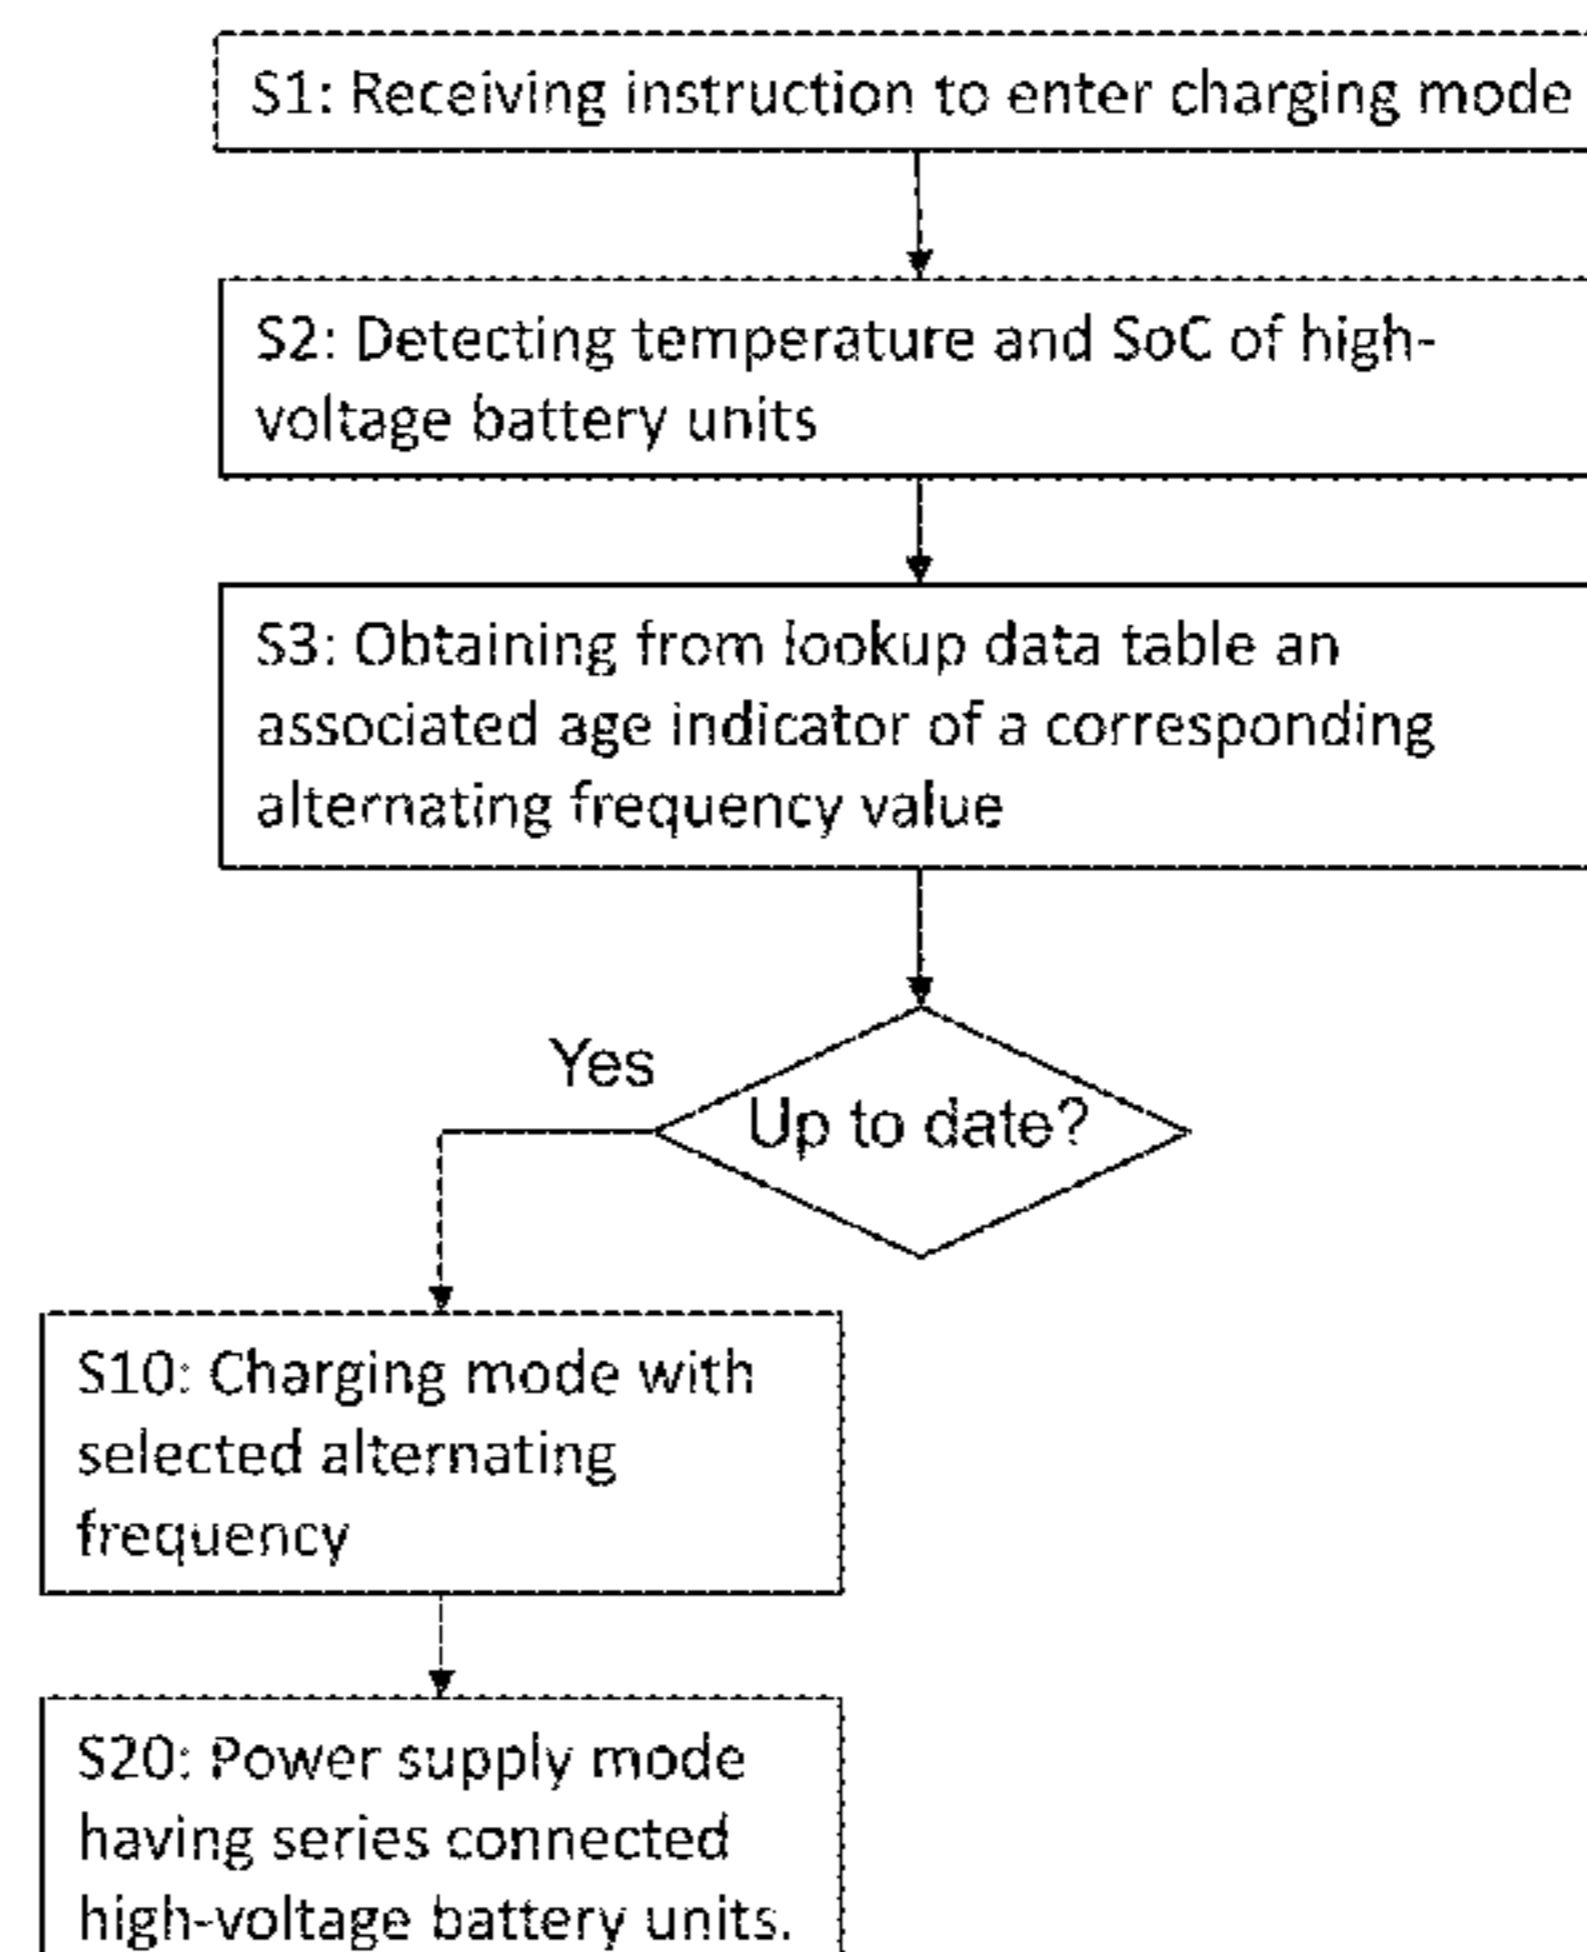 S1: Receiving instruction to enter charging mode
S2: Detecting temperature and SoC of high-
voltage battery units
S3: Obtaining from lookup data table an
associated age indicator of a corresponding
alternating frequency value
Yes
Up to date?
S10: Charging mode with
selected alternating
frequency
S20: Power supply mode
having series connected
high-voltage battery units.